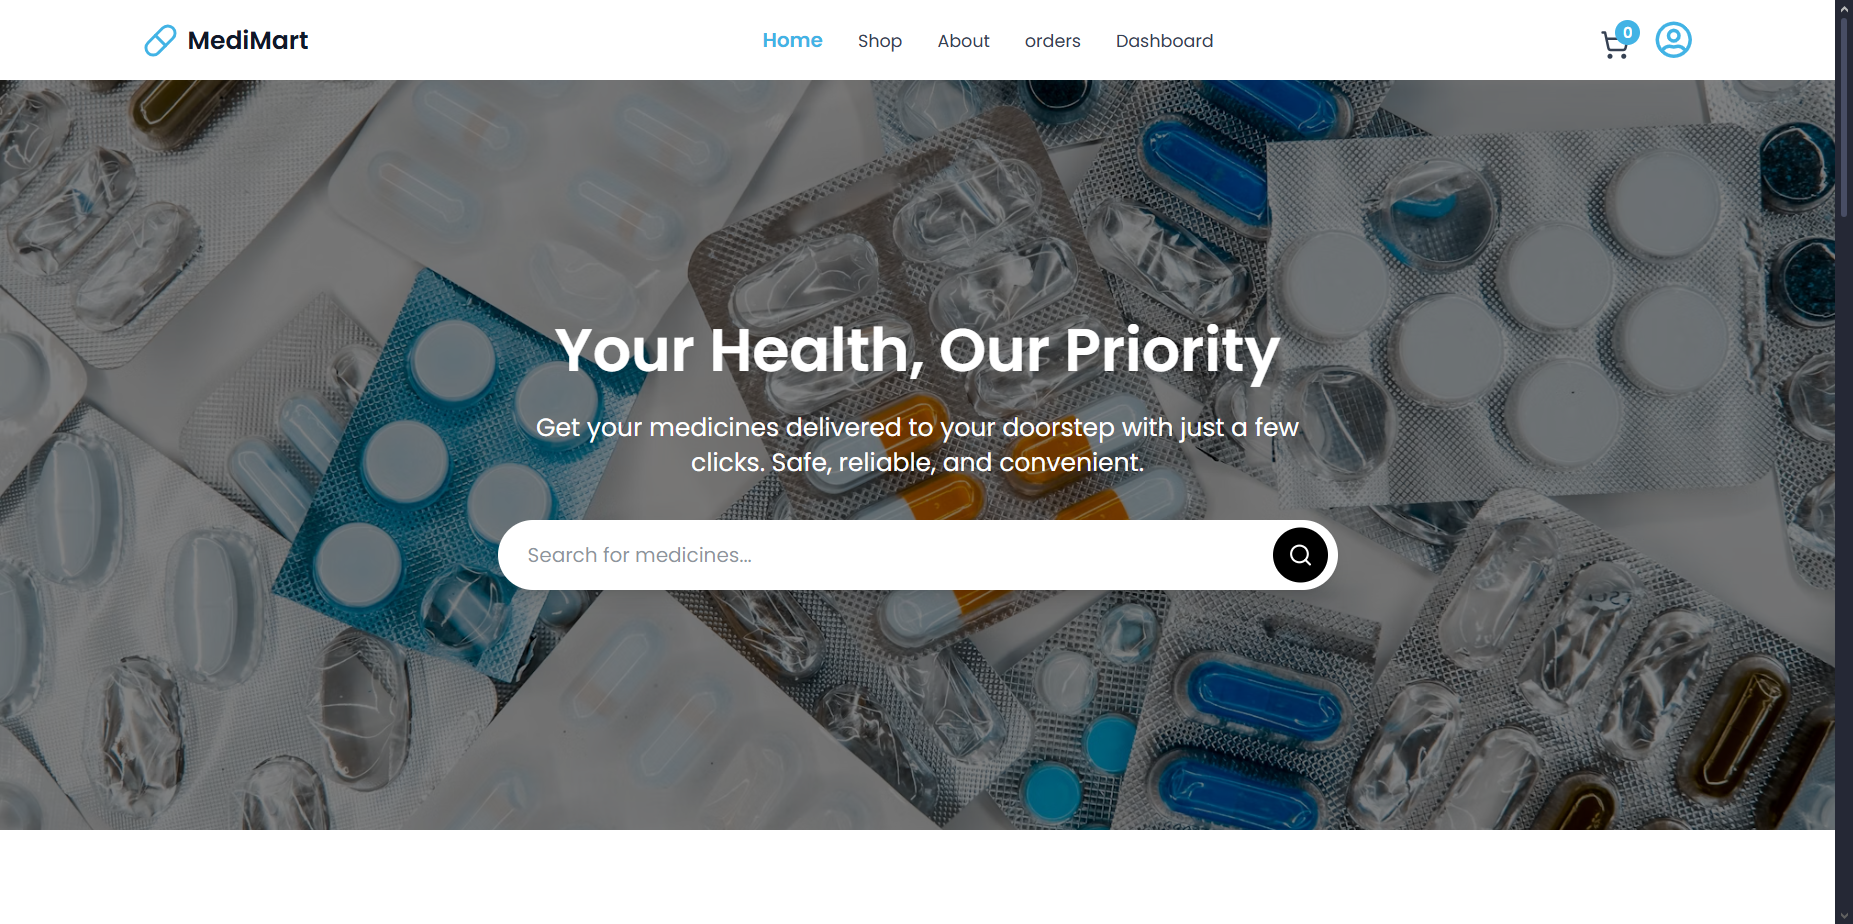 MediMart
Home Shop About orders Dashboard
0
Your Health, Our Priority
Get your medicines delivered to your doorstep with just a few
clicks. Safe, reliable, and convenient.
Search for medicines...